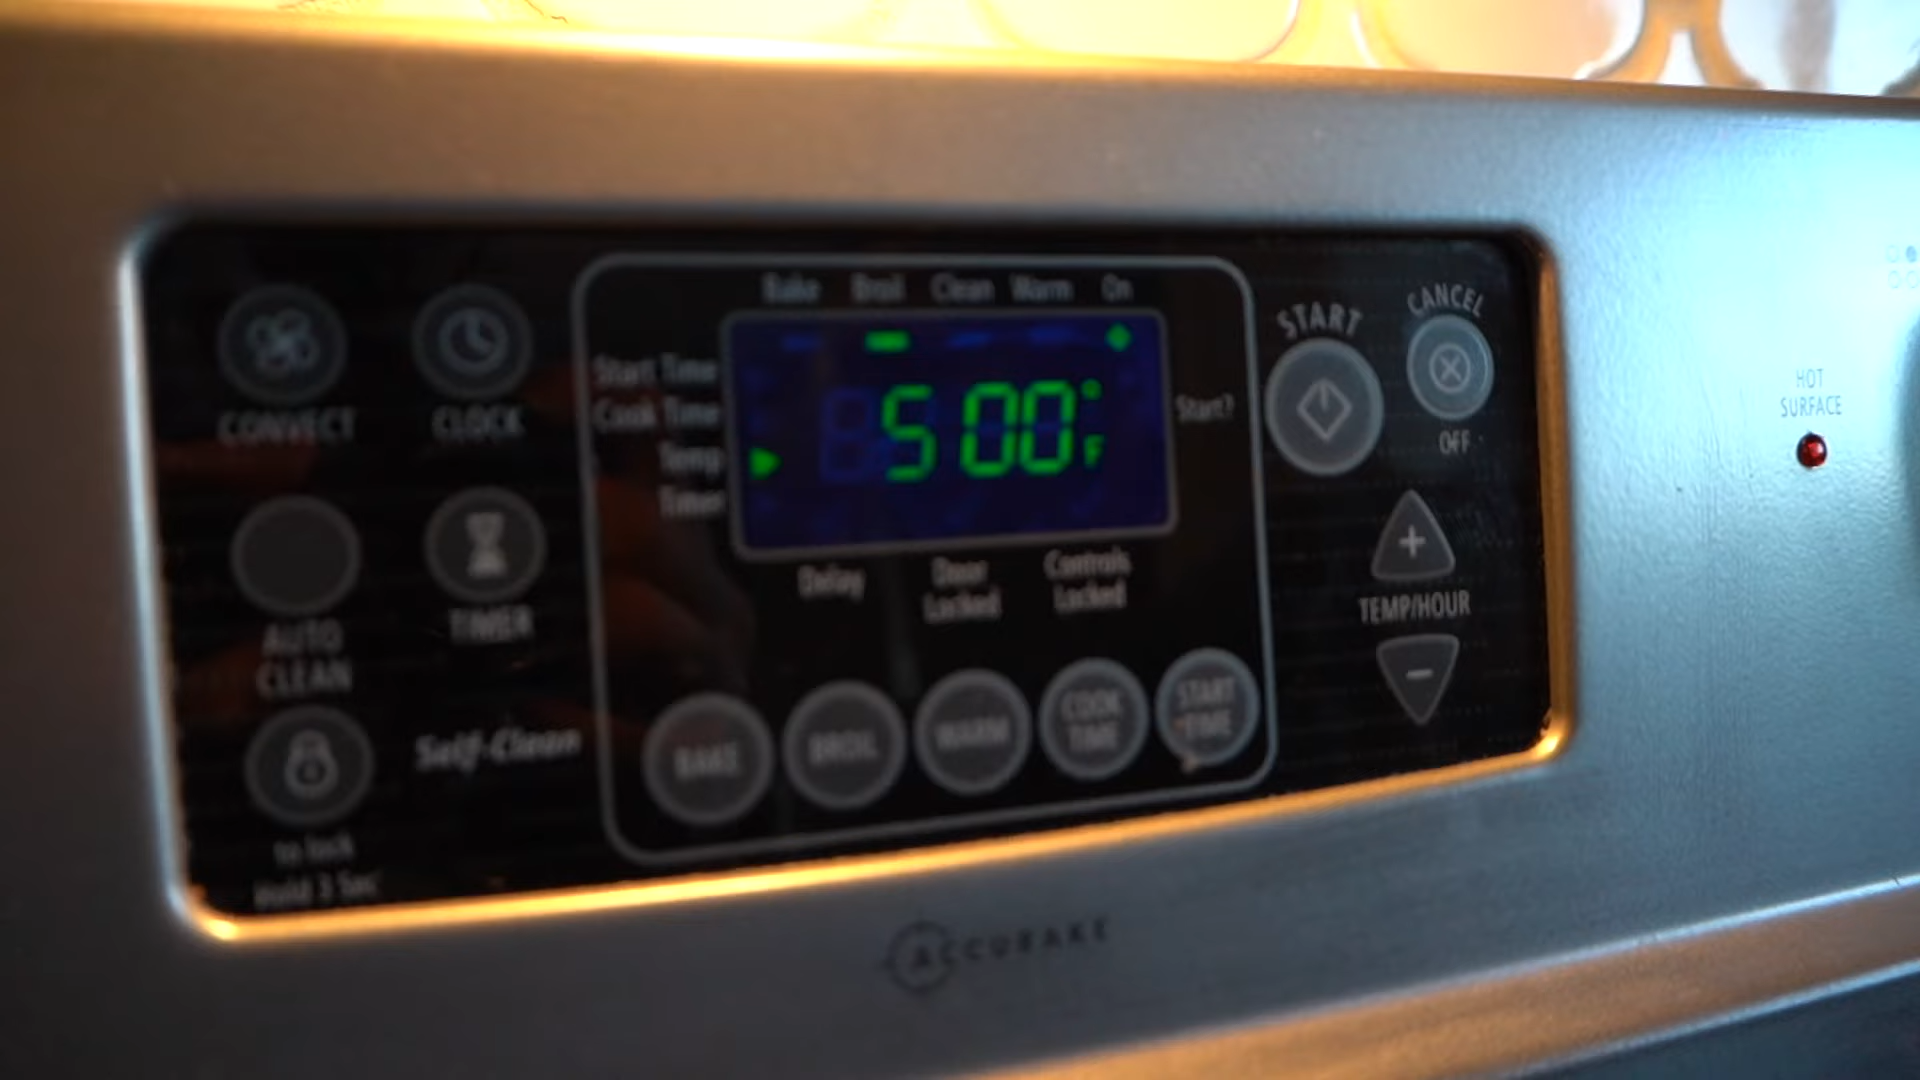 Bake Broil Clean Warm On
Start Time
Cook Time
Temp
Timer
500°F
Start?
Delay
Door
Locked
Controls
Locked
CONVECT
CLOCK
AUTO
CLEAN
TIMER
Self-Clean
to lock
Hold 3 Sec
BAKE
BROIL
WARM
COOK
TIME
START
TIME
START
CANCEL
OFF
TEMP/HOUR
HOT
SURFACE
ACCUBAKE